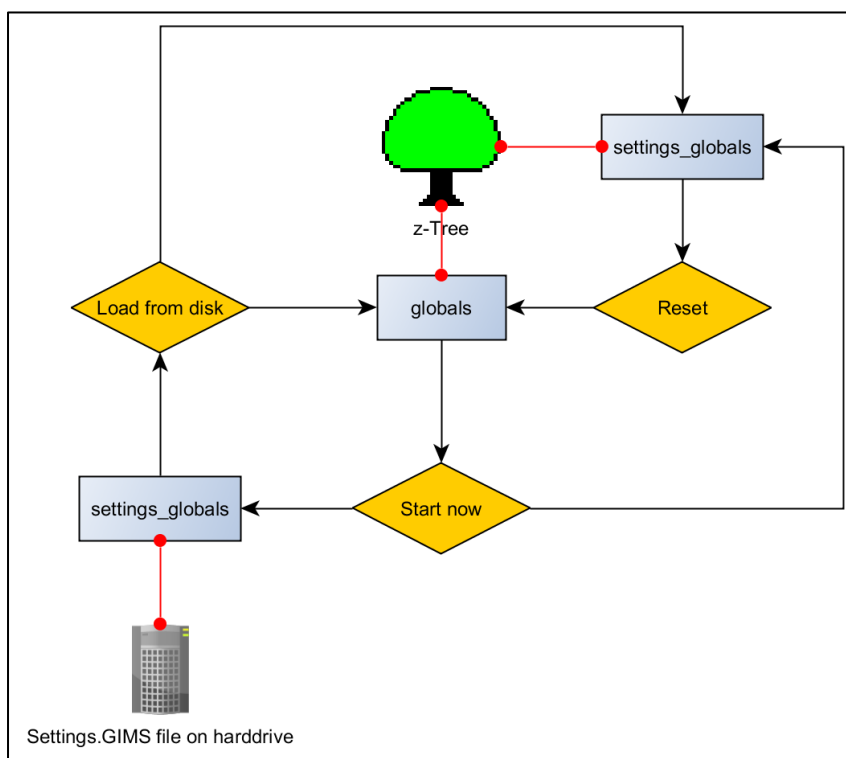 settings_globals
z-Tree
Load from disk
globals
Reset
settings_globals
Start now
Settings.GIMS file on harddrive